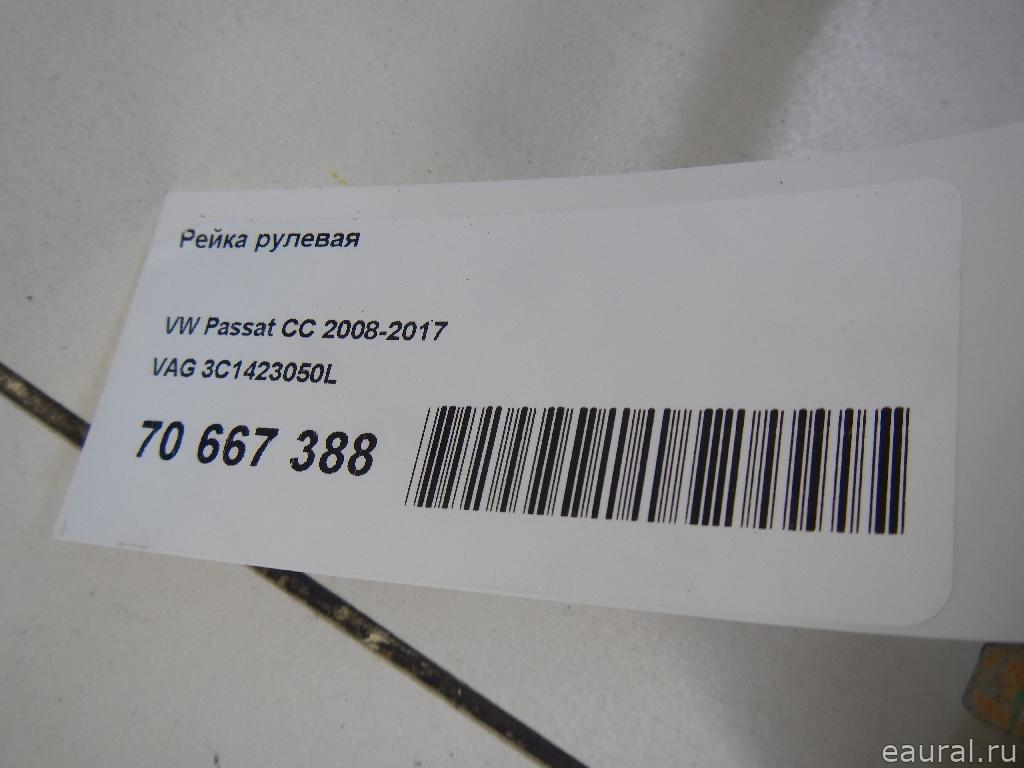 Рейка рулевая
VW Passat CC 2008-2017
VAG 3C1423050L
70 667 388
eaural.ru